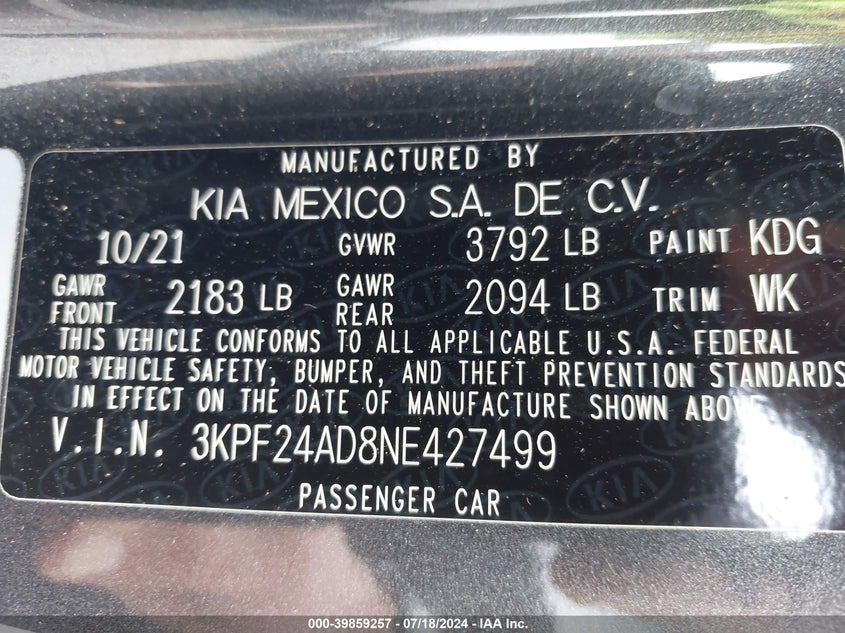 MANUFACTURED BY
KIA MEXICO S.A. DE C.V.
10/21 GVWR 3792 LB PAINT KDG
GAWR FRONT 2183 LB GAWR REAR 2094 LB TRIM WK
THIS VEHICLE CONFORMS TO ALL APPLICABLE U.S.A. FEDERAL
MOTOR VEHICLE SAFETY, BUMPER, AND THEFT PREVENTION STANDARDS
IN EFFECT ON THE DATE OF MANUFACTURE SHOWN ABOVE.
V.I.N. 3KPF24AD8NE427499
PASSENGER CAR
000-39859257 - 07/18/2024 - IAA Inc.